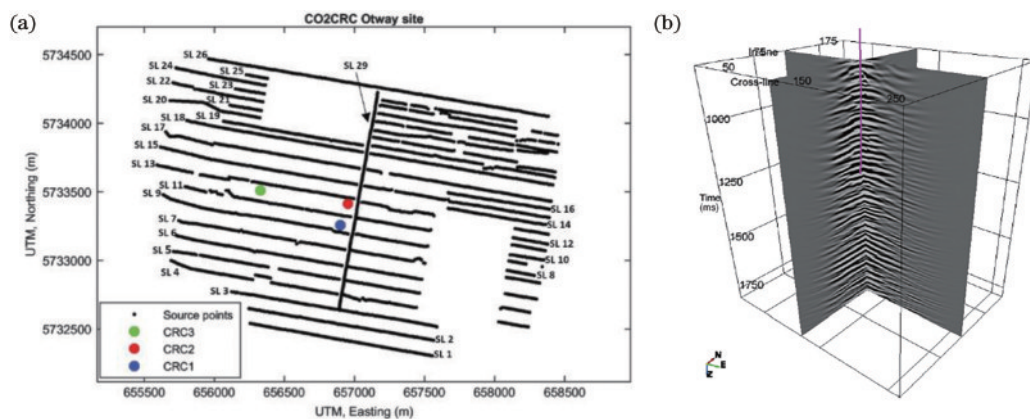 (a)
CO2CRC Otway site
5734500
5734000
5733500
5733000
5732500
UTM, Northing (m)
SL 26
SL 24
SL 25
SL 22
SL 23
SL 20
SL 21
SL 18
SL 19
SL 17
SL 15
SL 13
SL 11
SL 9
SL 7
SL 6
SL 5
SL 4
SL 3
SL 29
SL 16
SL 14
SL 12
SL 10
SL 8
SL 2
SL 1
Source points
CRC3
CRC2
CRC1
655500 656000 656500 657000 657500 658000 658500
UTM, Easting (m)
(b)
175
In-line
50
Cross-line
150
250
1000
1250
Time
(ms)
1500
1750
N
E
Z